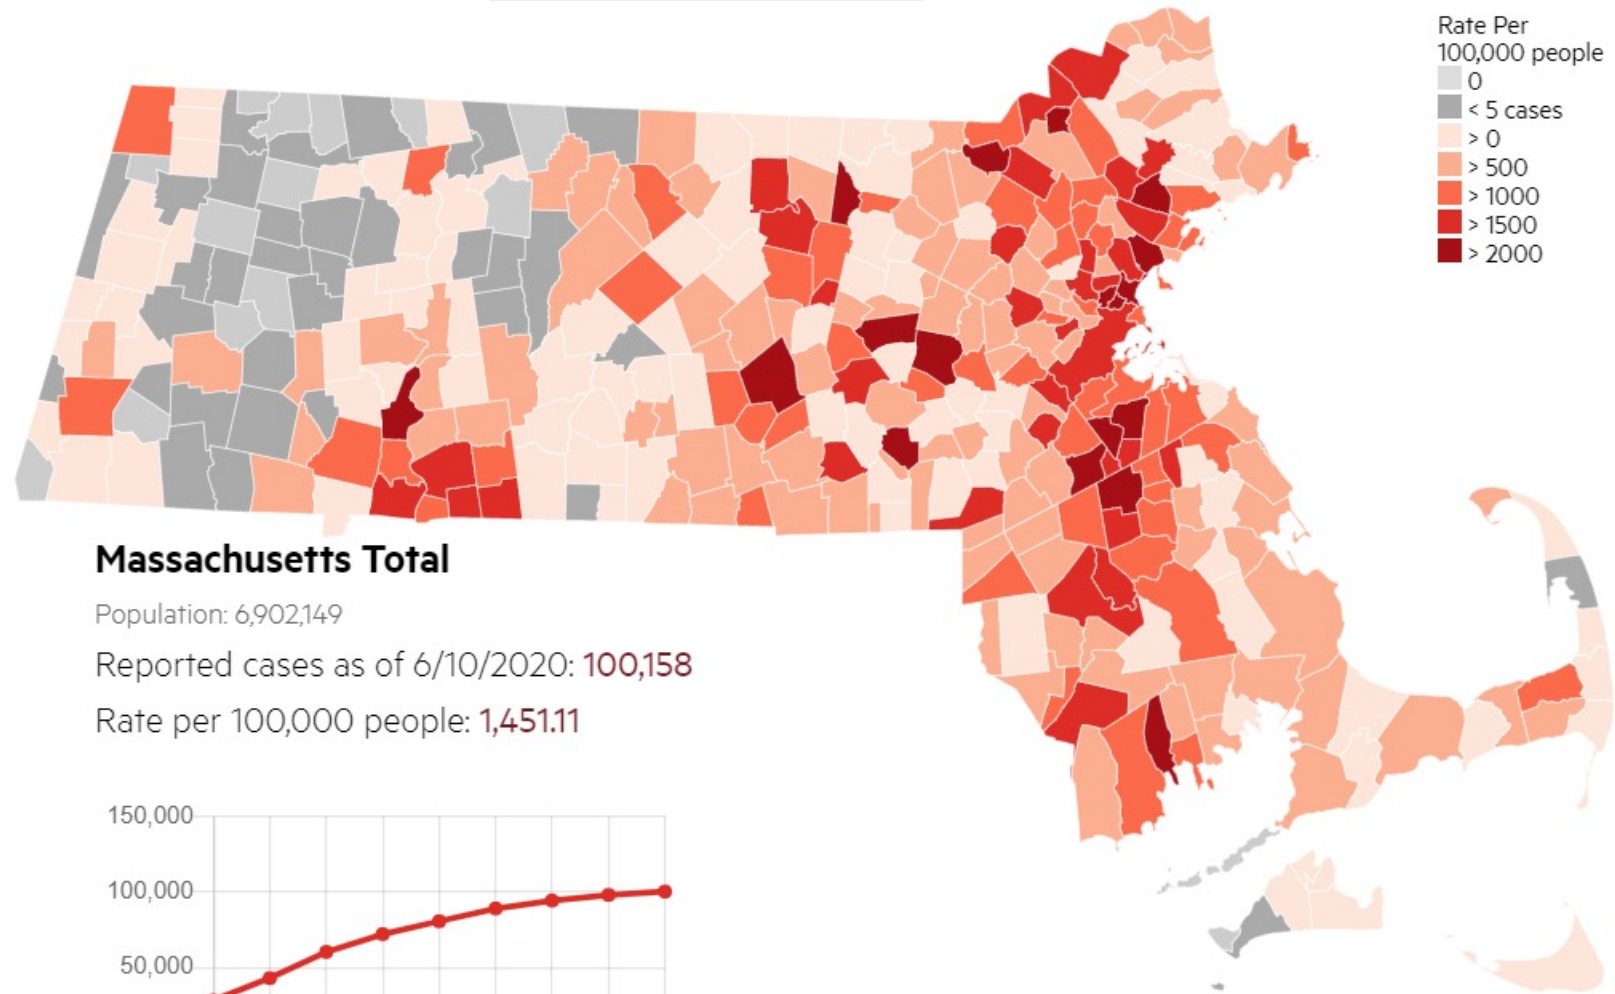 Rate Per
100,000 people
0
< 5 cases
> 0
> 500
> 1000
> 1500
> 2000
Massachusetts Total
Population: 6,902,149
Reported cases as of 6/10/2020: 100,158
Rate per 100,000 people: 1,451.11
150,000
100,000
50,000